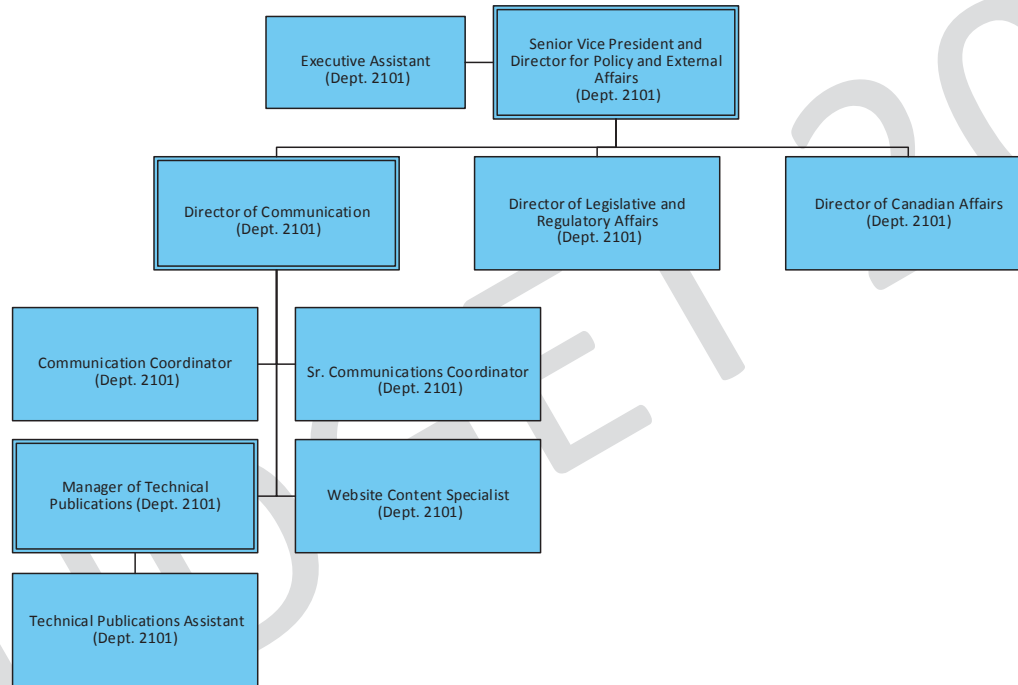 Executive Assistant
(Dept. 2101)
Senior Vice President and
Director for Policy and External
Affairs
(Dept. 2101)
Director of Communication
(Dept. 2101)
Director of Legislative and
Regulatory Affairs
(Dept. 2101)
Director of Canadian Affairs
(Dept. 2101)
Communication Coordinator
(Dept. 2101)
Sr. Communications Coordinator
(Dept. 2101)
Manager of Technical
Publications (Dept. 2101)
Website Content Specialist
(Dept. 2101)
Technical Publications Assistant
(Dept. 2101)